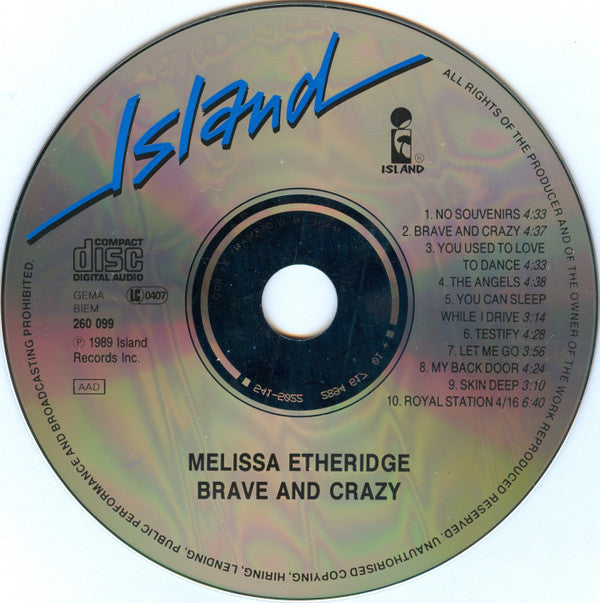 Island
ISLAND
®
COMPACT
disc
DIGITAL AUDIO
GEMA
BIEM
LC 0407
260 099
℗ 1989 Island
Records Inc.
AAD
1. NO SOUVENIRS 4:33
2. BRAVE AND CRAZY 4:37
3. YOU USED TO LOVE
TO DANCE 4:33
4. THE ANGELS 4:38
5. YOU CAN SLEEP
WHILE I DRIVE 3:14
6. TESTIFY 4:28
7. LET ME GO 3:56
8. MY BACK DOOR 4:24
9. SKIN DEEP 3:10
10. ROYAL STATION 4/16 6:40
MELISSA ETHERIDGE
BRAVE AND CRAZY
ALL RIGHTS OF THE PRODUCER AND OF THE OWNER OF THE WORK REPRODUCED RESERVED. UNAUTHORISED COPYING, HIRING, LENDING, PUBLIC PERFORMANCE AND BROADCASTING PROHIBITED.